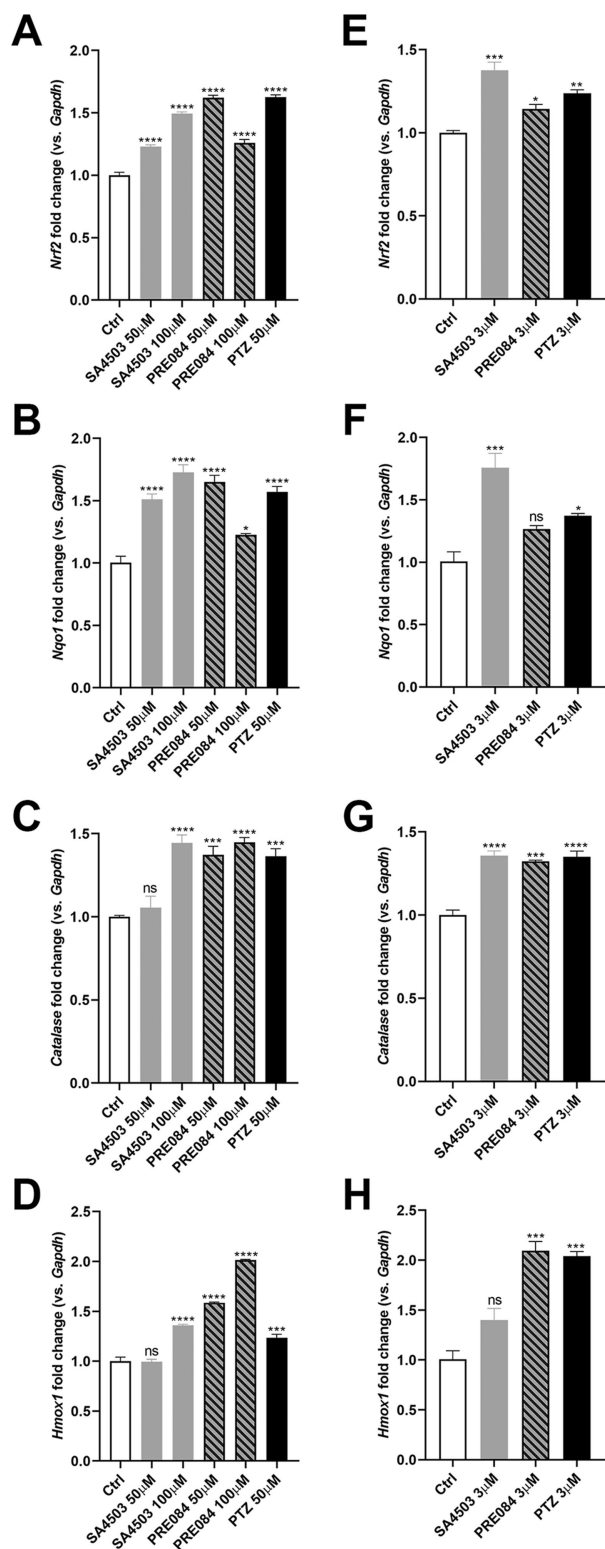 A
Nrf2 fold change (vs. Gapdh)
2.0
1.5
1.0
0.5
0.0
****
****
****
****
****
Ctrl
SA4503 50μM
SA4503 100μM
PRE084 50μM
PRE084 100μM
PTZ 50μM
E
Nrf2 fold change (vs. Gapdh)
1.5
1.0
0.5
0.0
***
*
**
Ctrl
SA4503 3μM
PRE084 3μM
PTZ 3μM
B
Nqo1 fold change (vs. Gapdh)
2.0
1.5
1.0
0.5
0.0
****
****
****
*
****
Ctrl
SA4503 50μM
SA4503 100μM
PRE084 50μM
PRE084 100μM
PTZ 50μM
F
Nqo1 fold change (vs. Gapdh)
2.0
1.5
1.0
0.5
0.0
***
ns
*
Ctrl
SA4503 3μM
PRE084 3μM
PTZ 3μM
C
Catalase fold change (vs. Gapdh)
1.5
1.0
0.5
0.0
ns
****
***
****
***
Ctrl
SA4503 50μM
SA4503 100μM
PRE084 50μM
PRE084 100μM
PTZ 50μM
G
Catalase fold change (vs. Gapdh)
1.5
1.0
0.5
0.0
****
***
****
Ctrl
SA4503 3μM
PRE084 3μM
PTZ 3μM
D
Hmox1 fold change (vs. Gapdh)
2.5
2.0
1.5
1.0
0.5
0.0
ns
****
****
****
***
Ctrl
SA4503 50μM
SA4503 100μM
PRE084 50μM
PRE084 100μM
PTZ 50μM
H
Hmox1 fold change (vs. Gapdh)
2.5
2.0
1.5
1.0
0.5
0.0
ns
***
***
Ctrl
SA4503 3μM
PRE084 3μM
PTZ 3μM